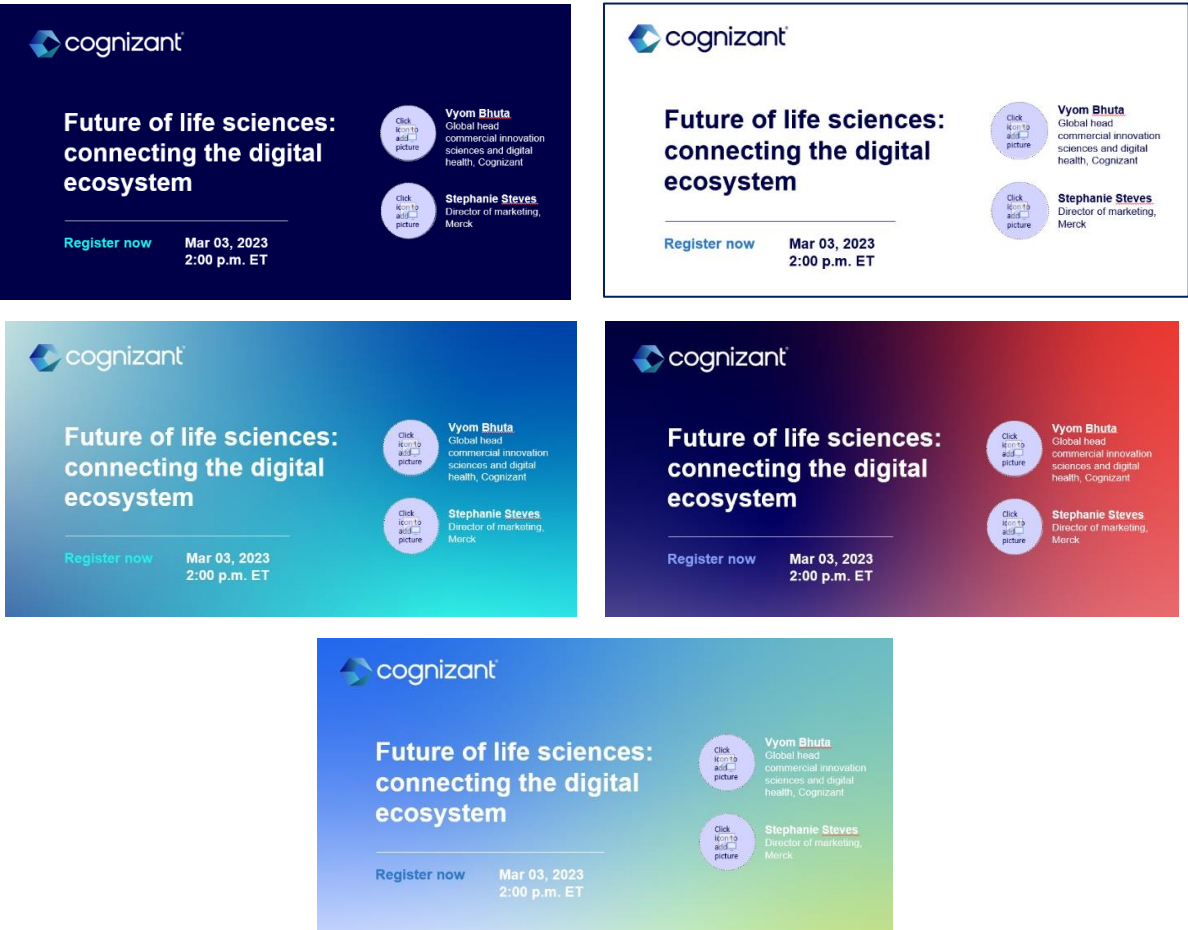 cognizant
Future of life sciences:
connecting the digital
ecosystem
Register now
Mar 03, 2023
2:00 p.m. ET
Click
icon to
add
picture
Vyom Bhuta
Global head
commercial innovation
sciences and digital
health, Cognizant
Click
icon to
add
picture
Stephanie Steves
Director of marketing,
Merck
cognizant
Future of life sciences:
connecting the digital
ecosystem
Register now
Mar 03, 2023
2:00 p.m. ET
Click
icon to
add
picture
Vyom Bhuta
Global head
commercial innovation
sciences and digital
health, Cognizant
Click
icon to
add
picture
Stephanie Steves
Director of marketing,
Merck
cognizant
Future of life sciences:
connecting the digital
ecosystem
Register now
Mar 03, 2023
2:00 p.m. ET
Click
icon to
add
picture
Vyom Bhuta
Global head
commercial innovation
sciences and digital
health, Cognizant
Click
icon to
add
picture
Stephanie Steves
Director of marketing,
Merck
cognizant
Future of life sciences:
connecting the digital
ecosystem
Register now
Mar 03, 2023
2:00 p.m. ET
Click
icon to
add
picture
Vyom Bhuta
Global head
commercial innovation
sciences and digital
health, Cognizant
Click
icon to
add
picture
Stephanie Steves
Director of marketing,
Merck
cognizant
Future of life sciences:
connecting the digital
ecosystem
Register now
Mar 03, 2023
2:00 p.m. ET
Click
icon to
add
picture
Vyom Bhuta
Global head
commercial innovation
sciences and digital
health, Cognizant
Click
icon to
add
picture
Stephanie Steves
Director of marketing,
Merck